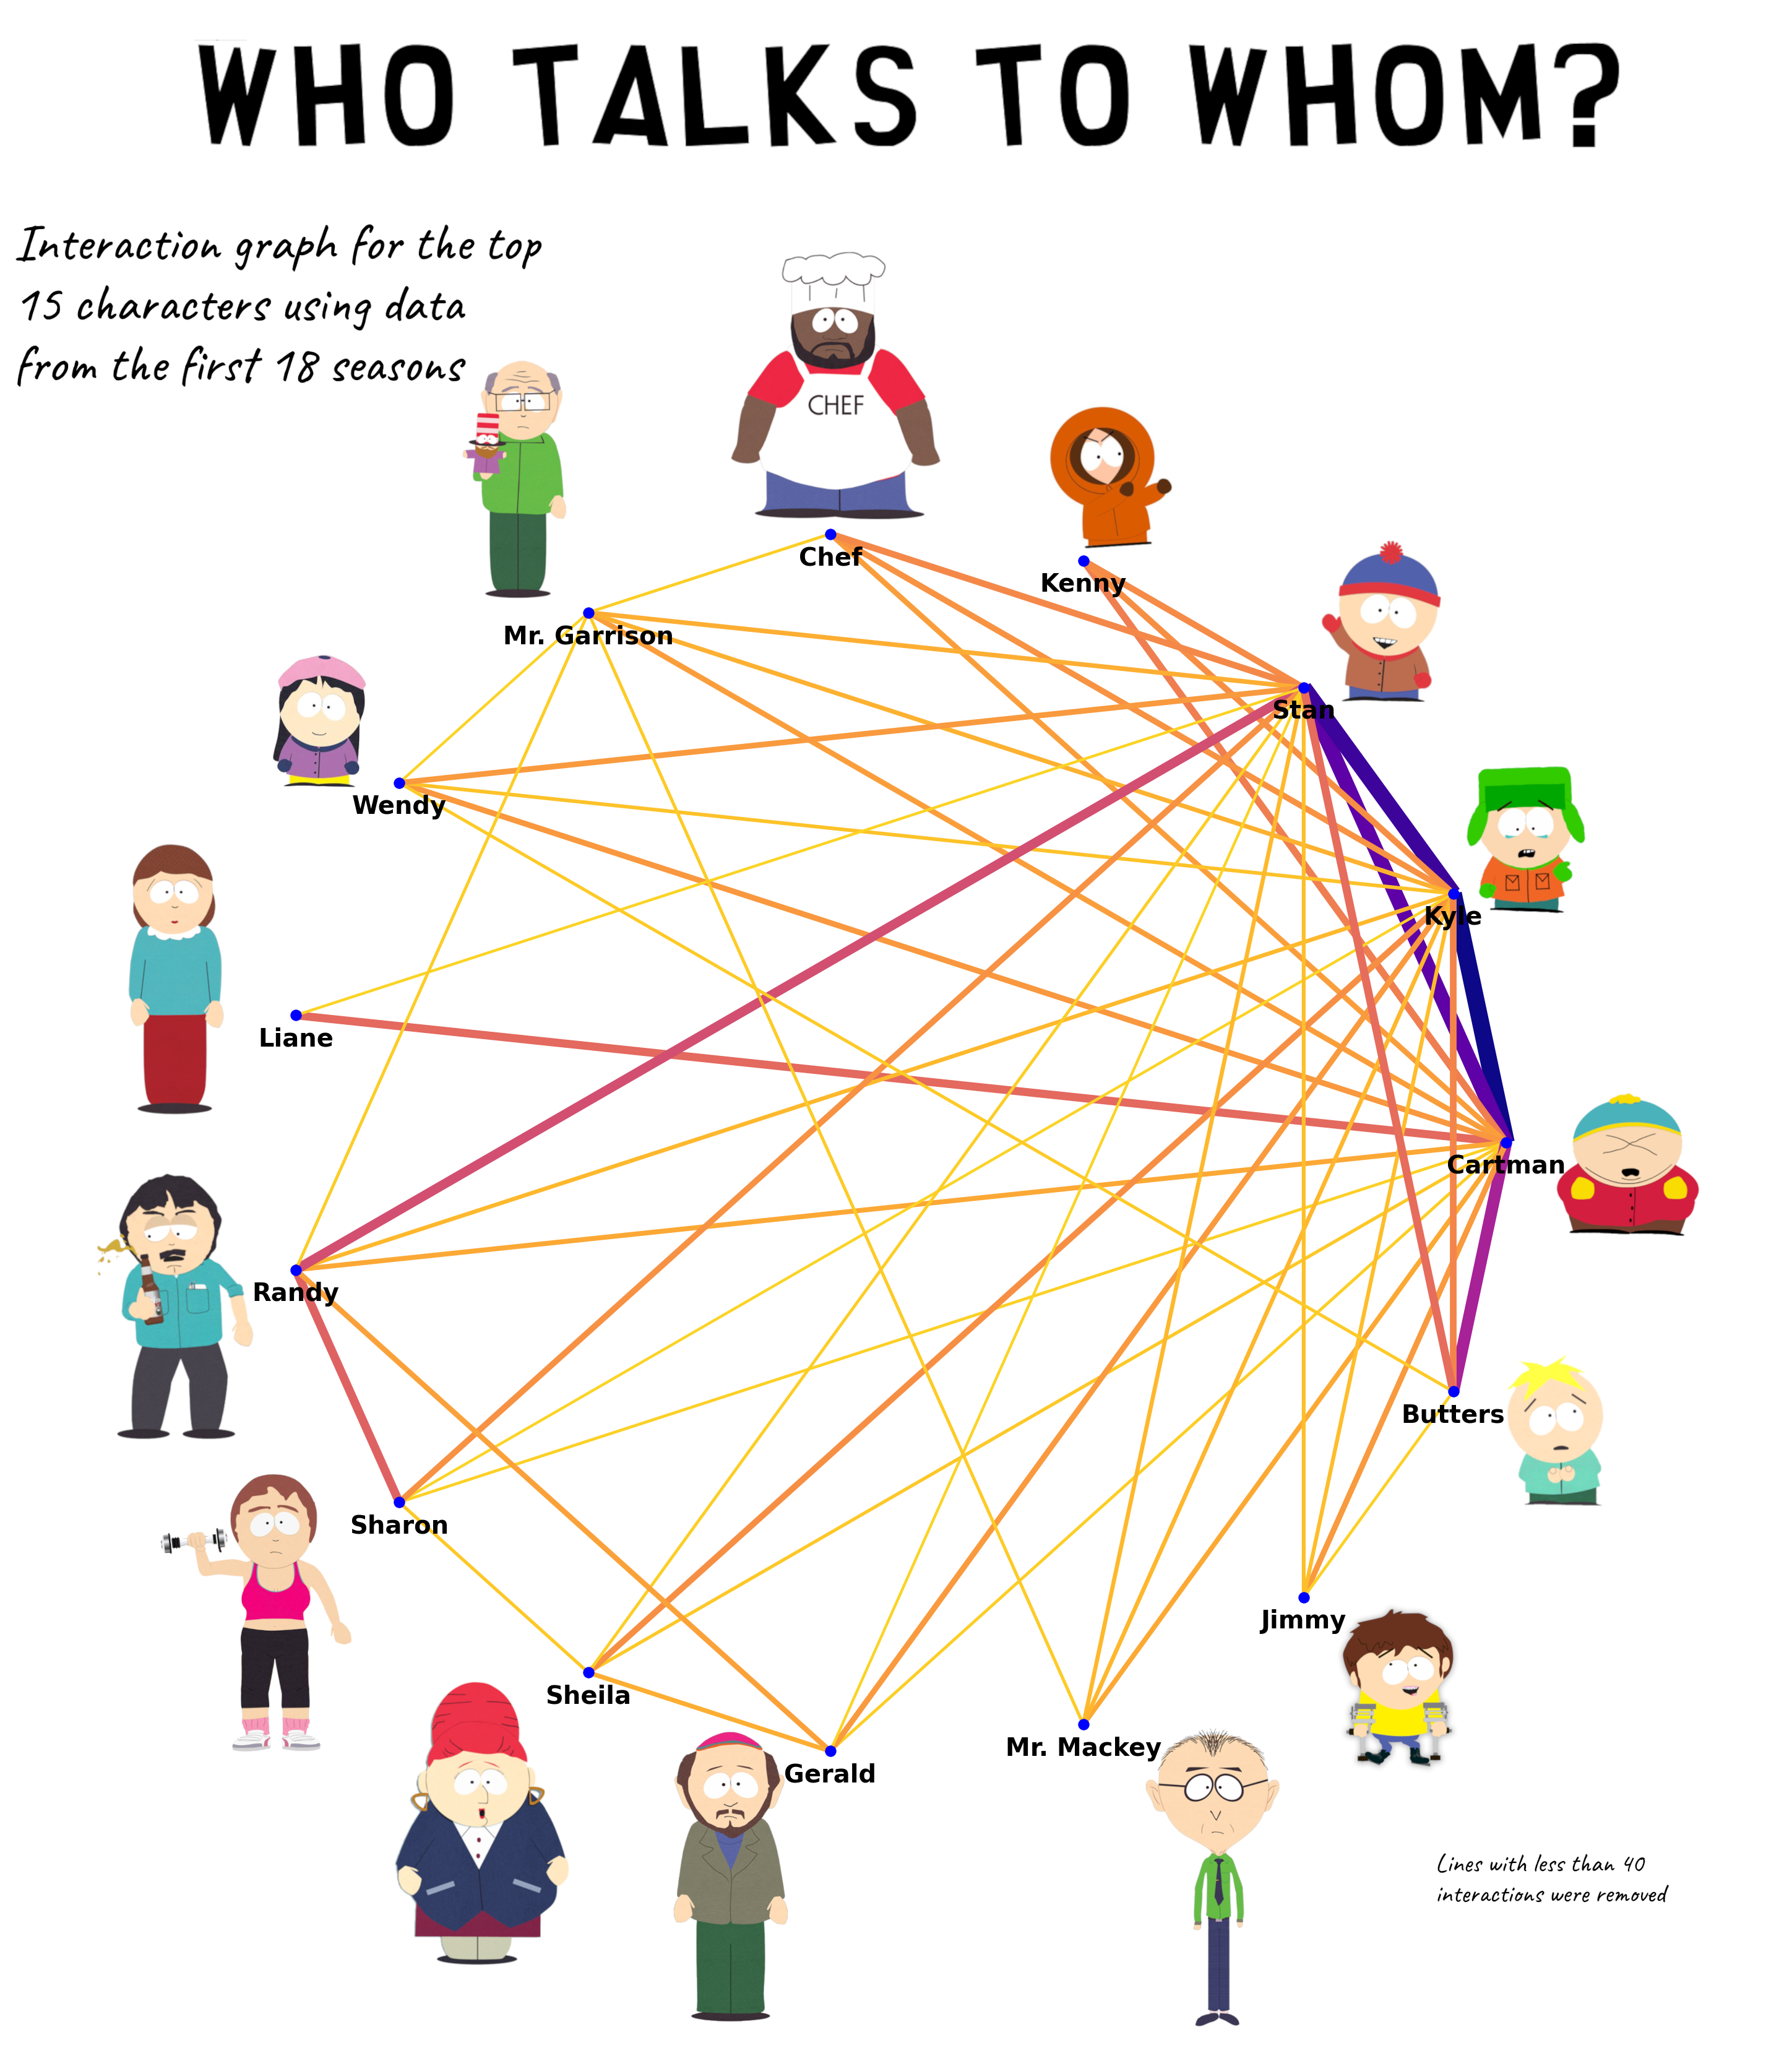 WHO TALKS TO WHOM?
Interaction graph for the top
15 characters using data
from the first 18 seasons
CHEF
Chef
Kenny
Mr. Garrison
Stan
Wendy
Kyle
Liane
Cartman
Randy
Butters
Sharon
Jimmy
Sheila
Mr. Mackey
Gerald
Lines with less than 40
interactions were removed